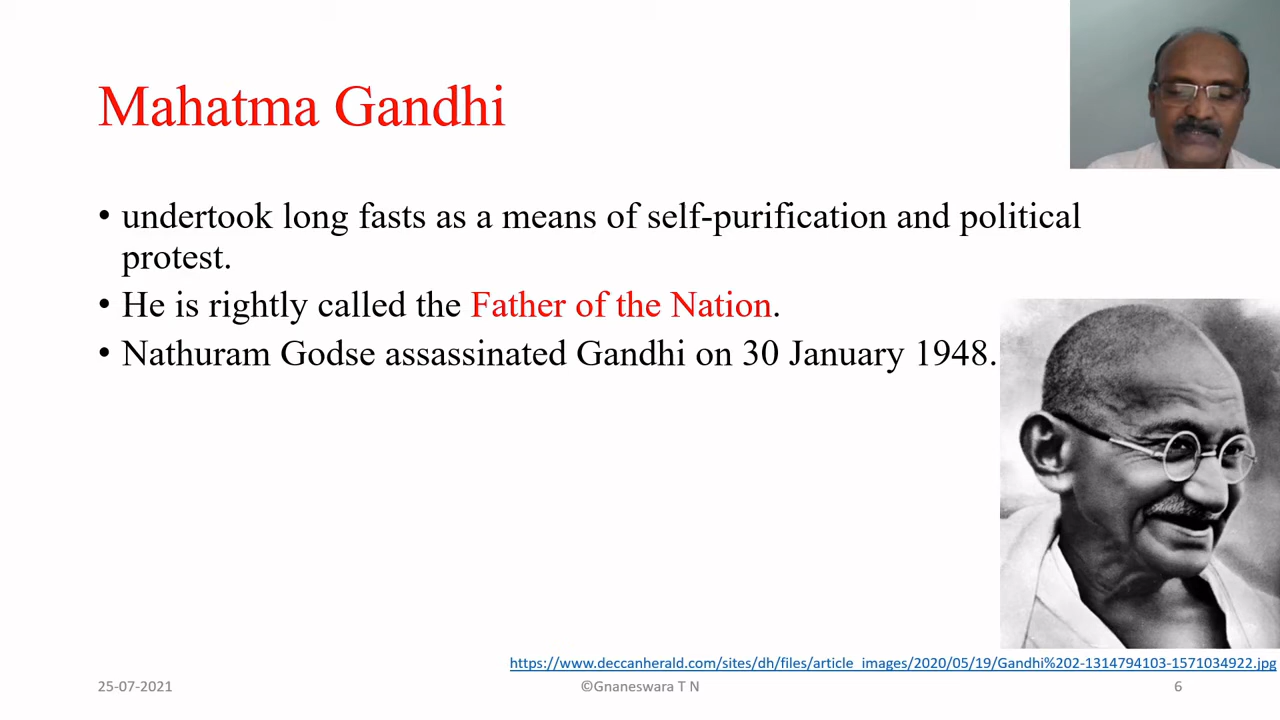 Mahatma Gandhi
• undertook long fasts as a means of self-purification and political
protest.
• He is rightly called the Father of the Nation.
• Nathuram Godse assassinated Gandhi on 30 January 1948.
https://www.deccanherald.com/sites/dh/files/article_images/2020/05/19/Gandhi%202-1314794103-1571034922.jpg
25-07-2021
©Gnaneswara T N
6